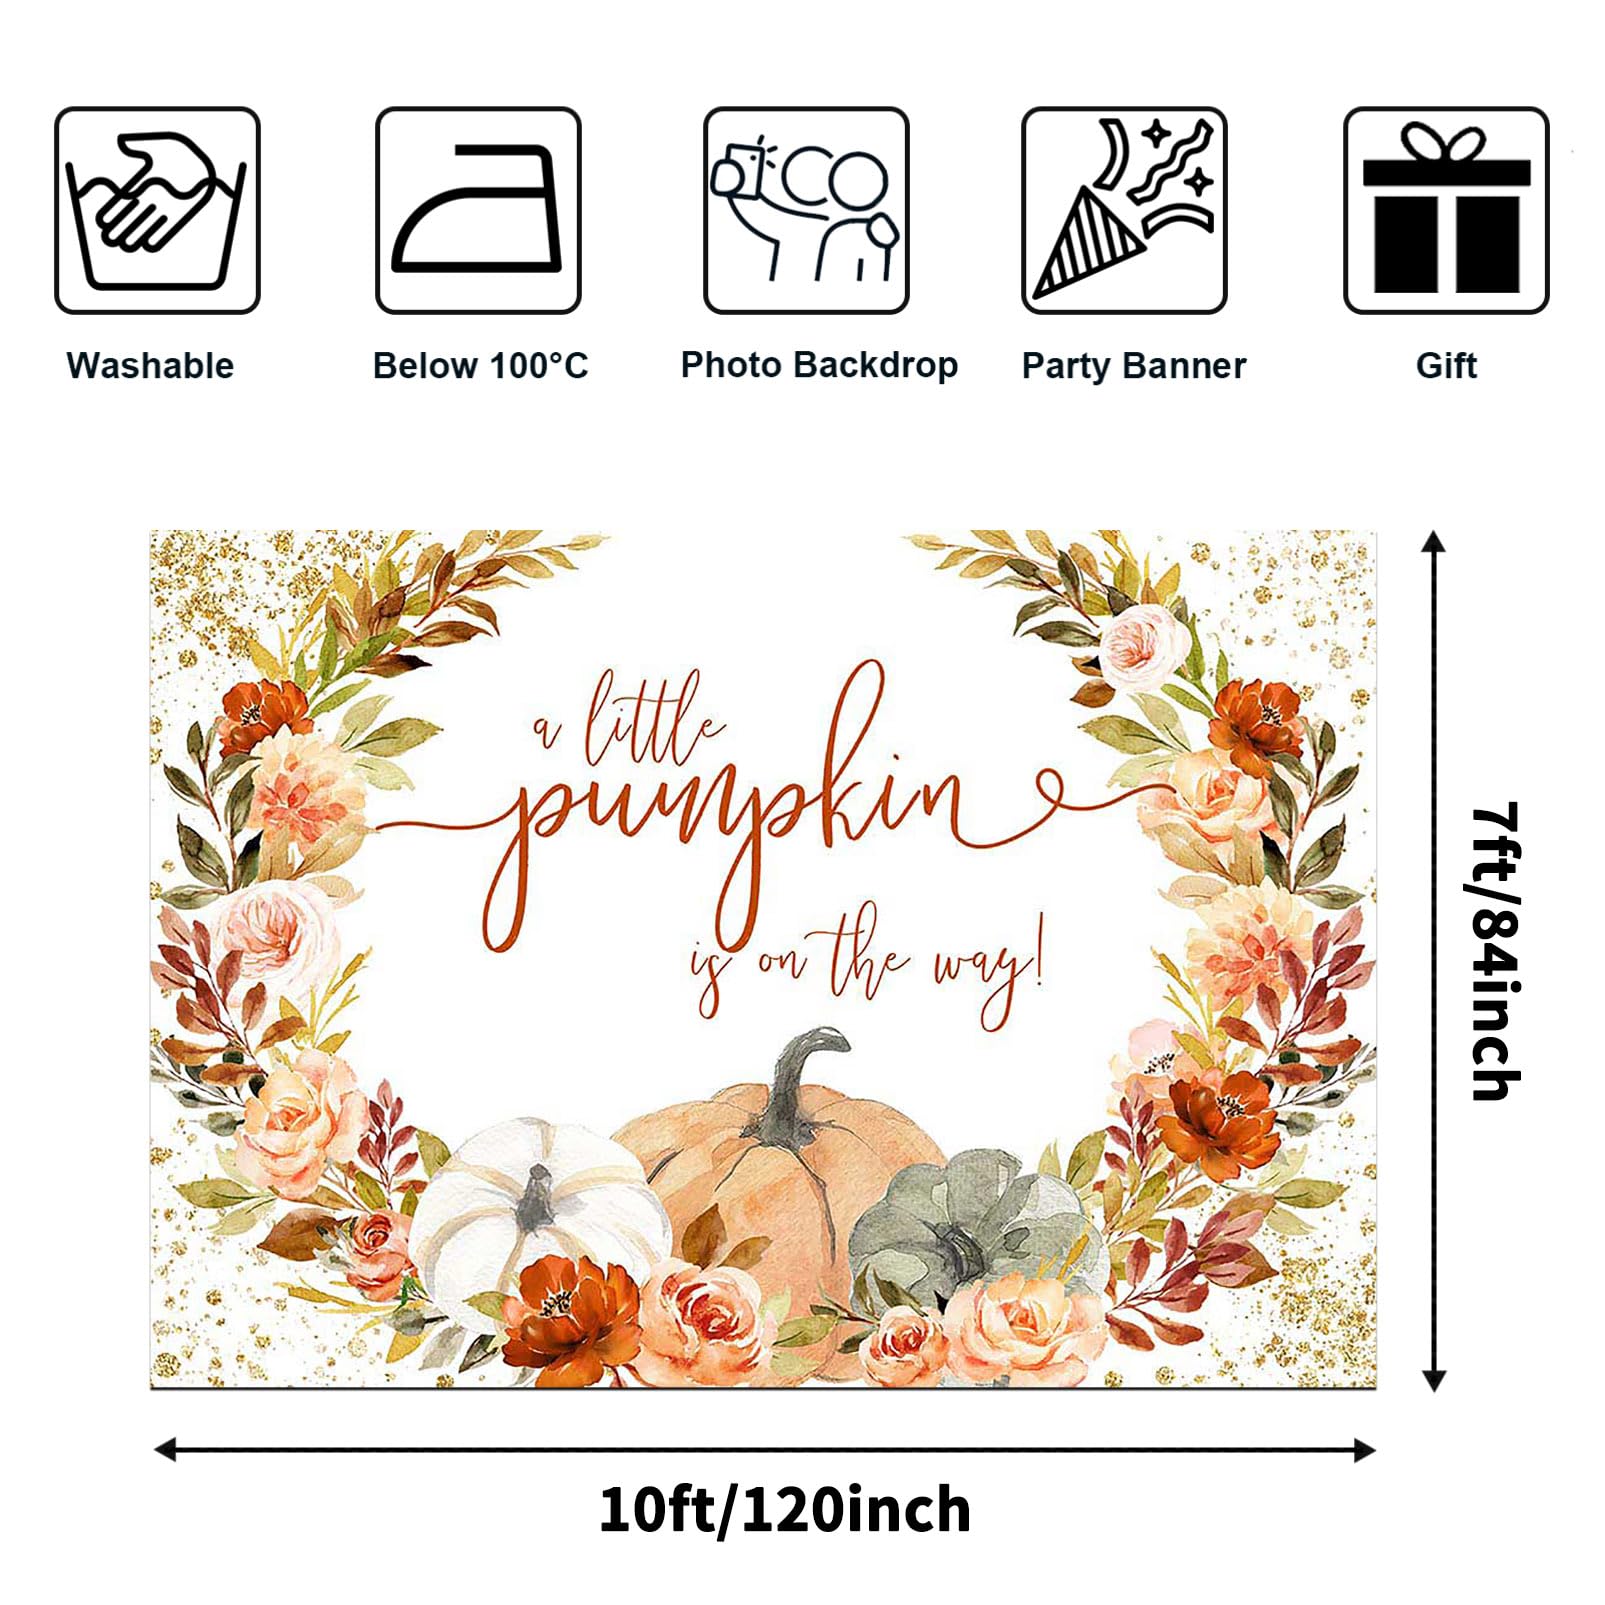 Washable
Below 100°C
Photo Backdrop
Party Banner
Gift
a little
pumpkin
is on the way!
7ft/84inch
10ft/120inch